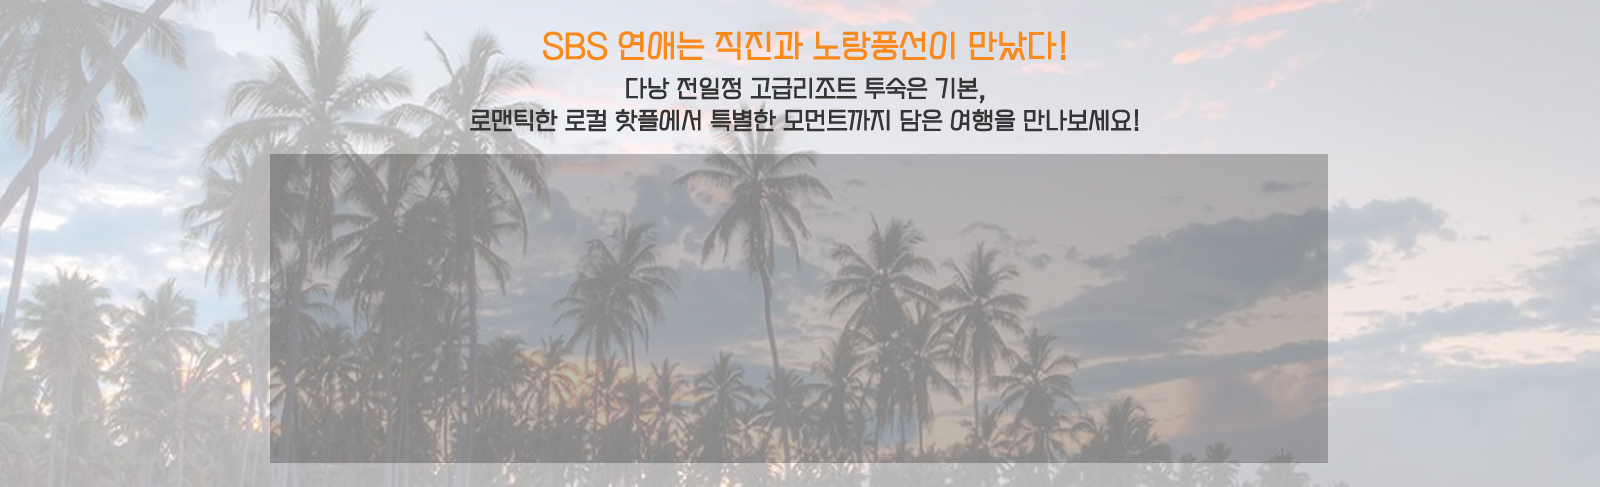 SBS 연애는 직진과 노랑풍선이 만났다!
다낭 전일정 고급리조트 투숙은 기본,
로맨틱한 로컬 핫플에서 특별한 모먼트까지 담은 여행을 만나보세요!